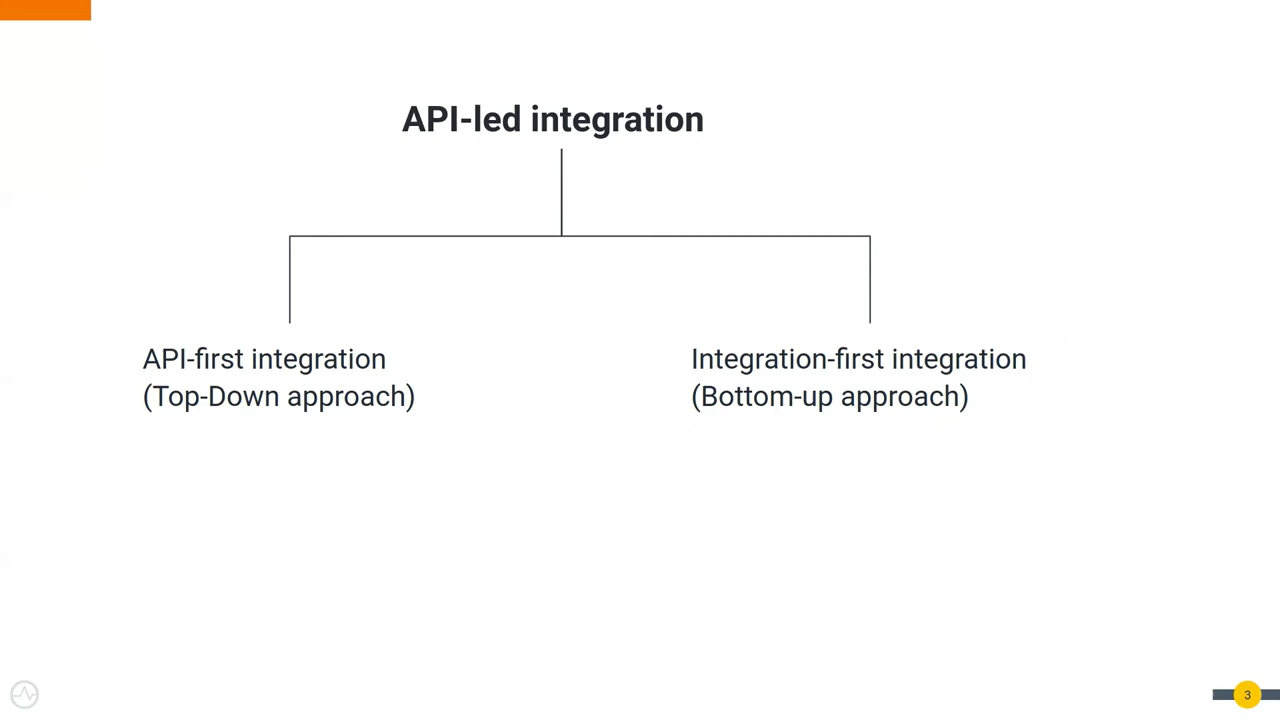 API-led integration
API-first integration
(Top-Down approach)
Integration-first integration
(Bottom-up approach)
3